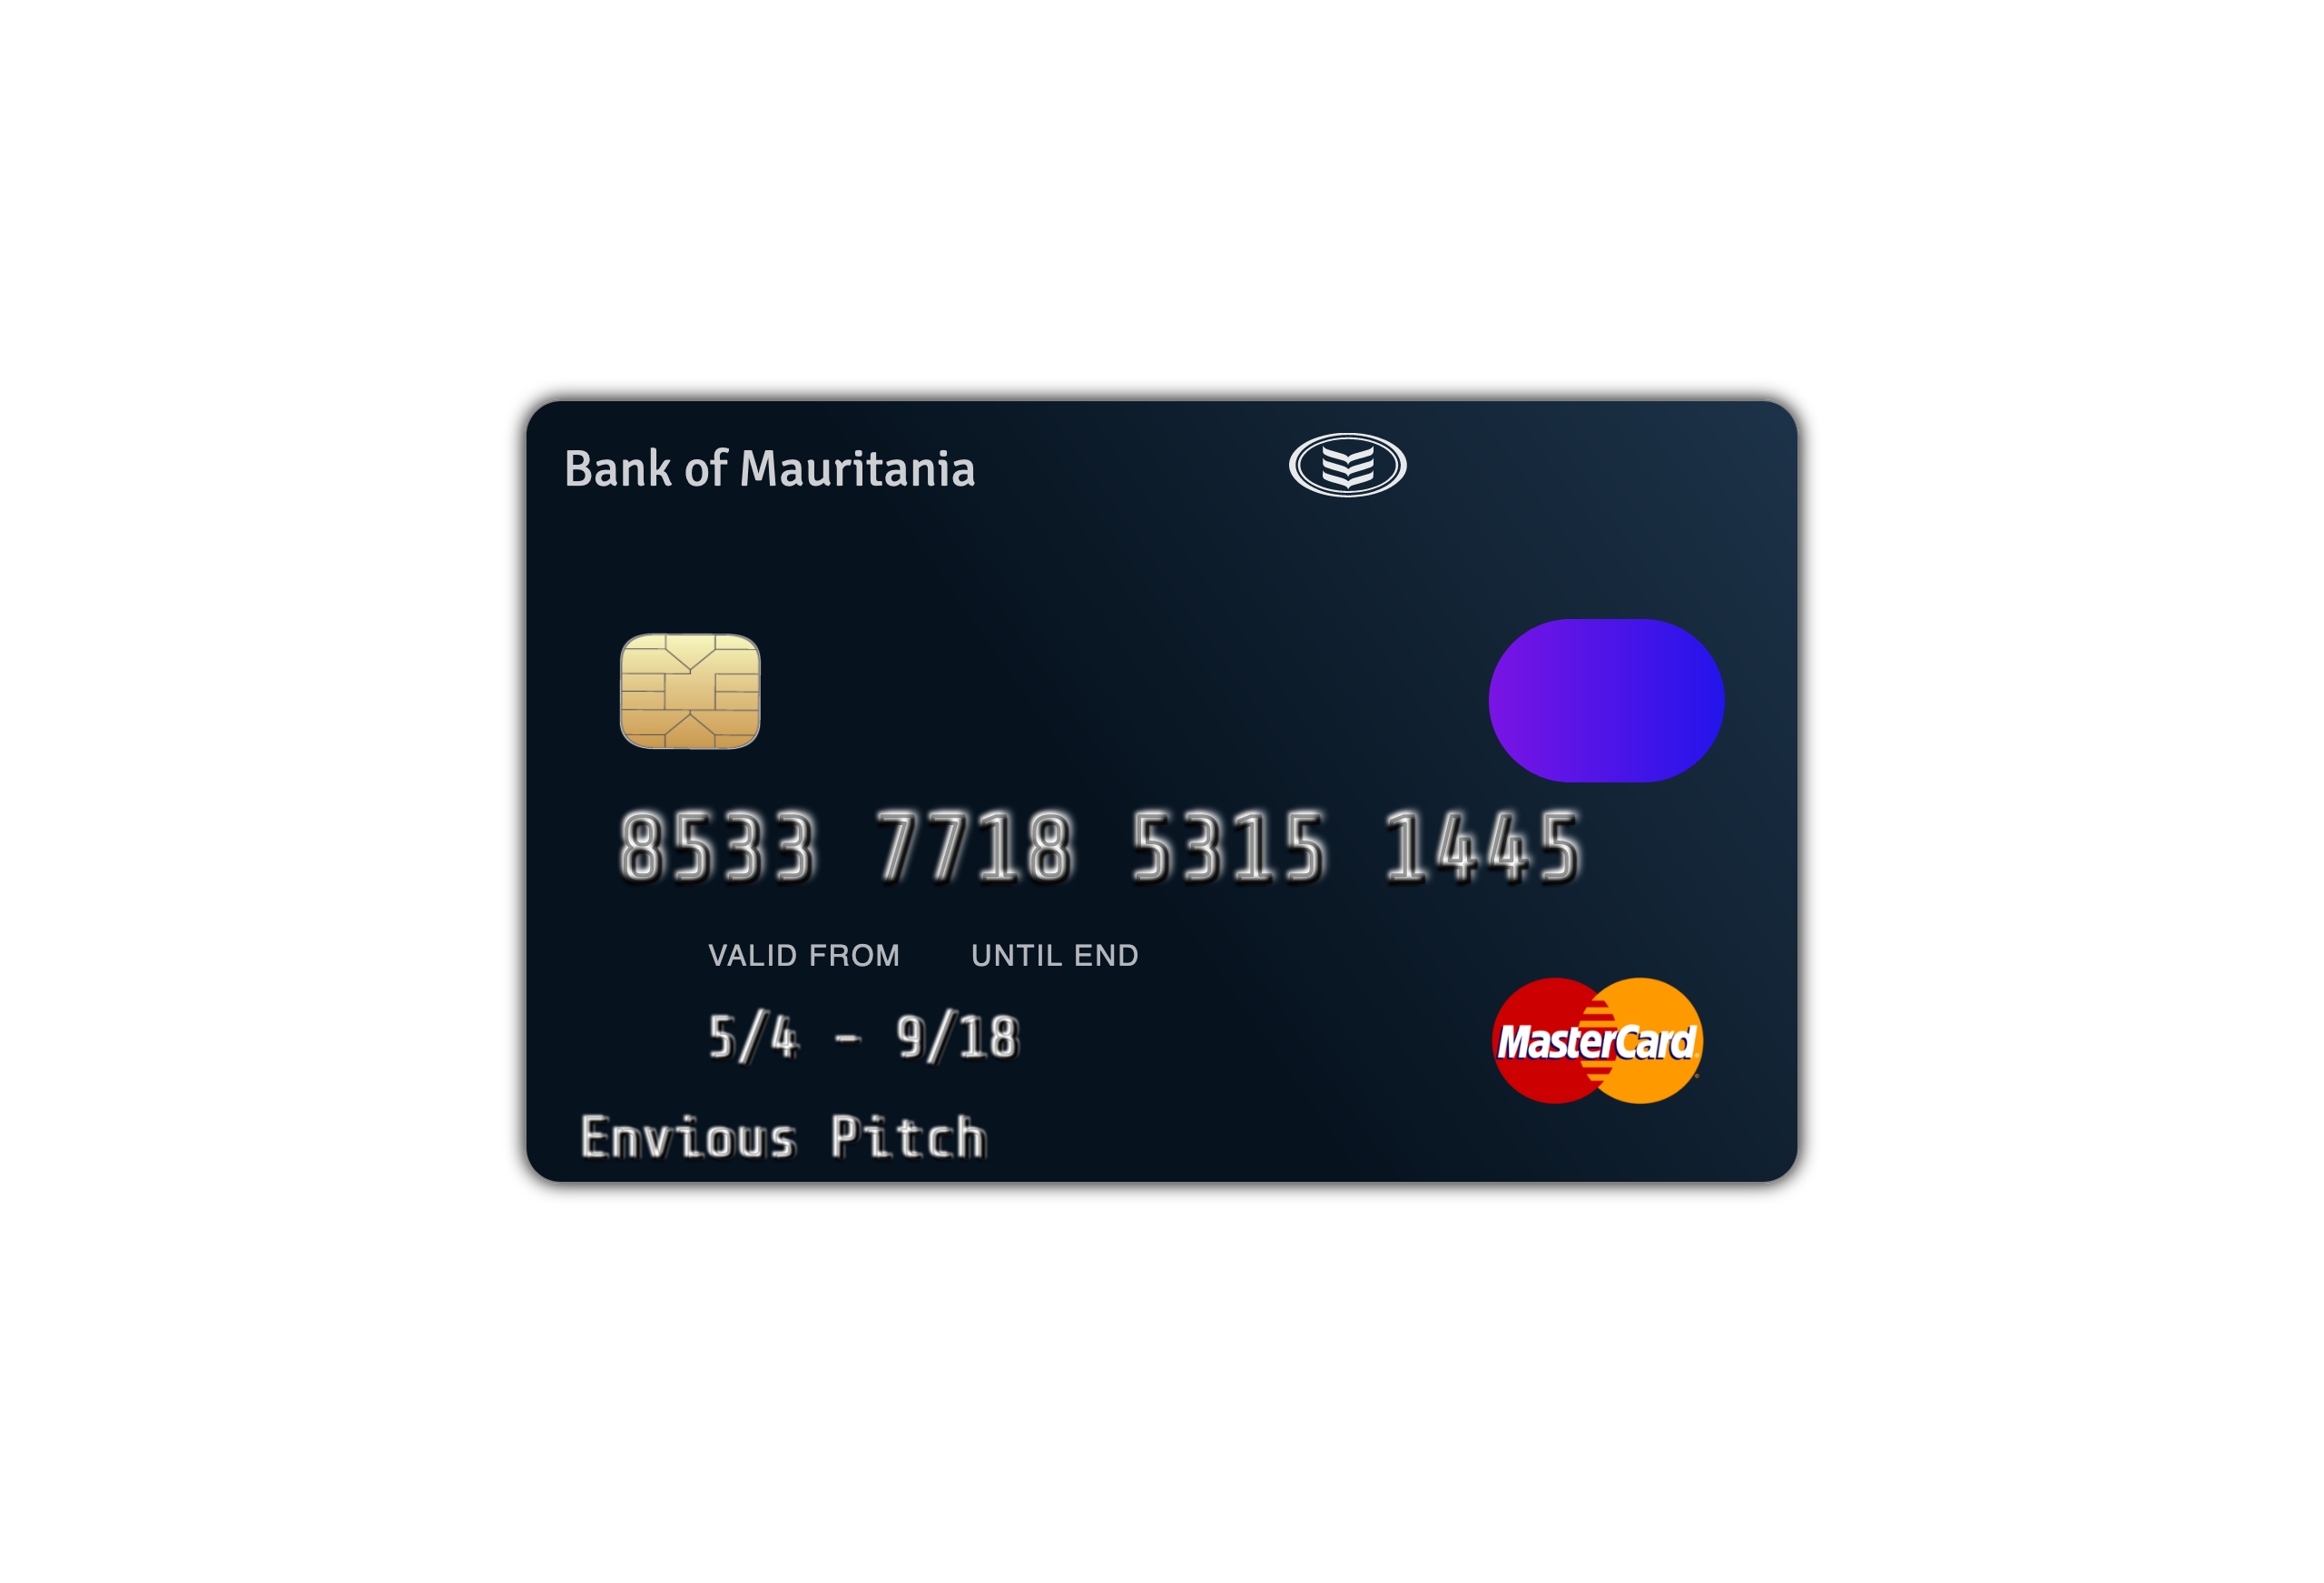 Bank of Mauritania
8533 7718 5315 1445
VALID FROM UNTIL END
5/4 - 9/18
MasterCard
Envious Pitch